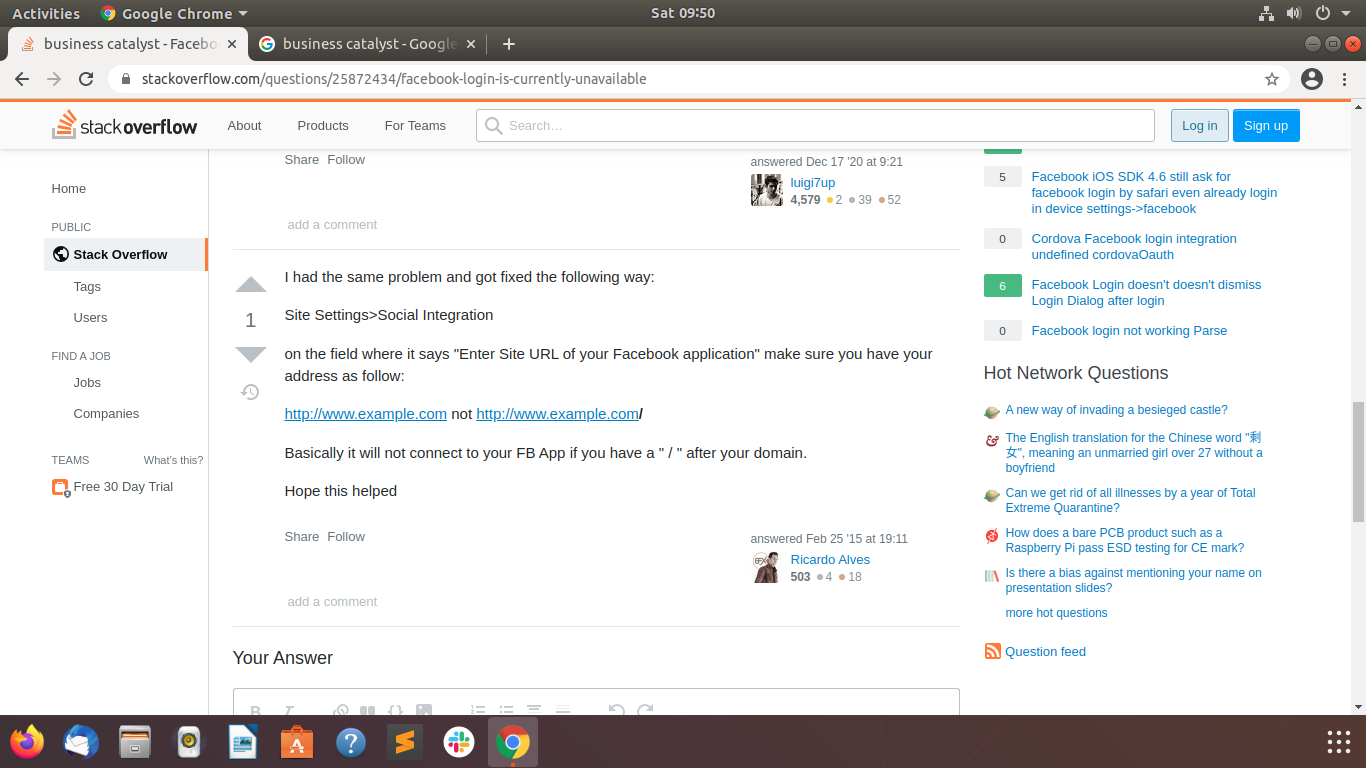 Activities
Google Chrome
Sat 09:50
business catalyst - Facebo
business catalyst - Google
stackoverflow.com/questions/25872434/facebook-login-is-currently-unavailable
stackoverflow
About
Products
For Teams
Search…
Log in
Sign up
Home
PUBLIC
Stack Overflow
Tags
Users
FIND A JOB
Jobs
Companies
TEAMS
What's this?
Free 30 Day Trial
Share Follow
answered Dec 17 '20 at 9:21
luigi7up
4,579 2 39 52
add a comment
1
I had the same problem and got fixed the following way:
Site Settings>Social Integration
on the field where it says "Enter Site URL of your Facebook application" make sure you have your
address as follow:
http://www.example.com not http://www.example.com/
Basically it will not connect to your FB App if you have a " / " after your domain.
Hope this helped
Share Follow
answered Feb 25 '15 at 19:11
Ricardo Alves
503 4 18
add a comment
Your Answer
5
Facebook iOS SDK 4.6 still ask for
facebook login by safari even already login
in device settings->facebook
0
Cordova Facebook login integration
undefined cordovaOauth
6
Facebook Login doesn't doesn't dismiss
Login Dialog after login
0
Facebook login not working Parse
Hot Network Questions
A new way of invading a besieged castle?
The English translation for the Chinese word "剩
女", meaning an unmarried girl over 27 without a
boyfriend
Can we get rid of all illnesses by a year of Total
Extreme Quarantine?
How does a bare PCB product such as a
Raspberry Pi pass ESD testing for CE mark?
Is there a bias against mentioning your name on
presentation slides?
more hot questions
Question feed